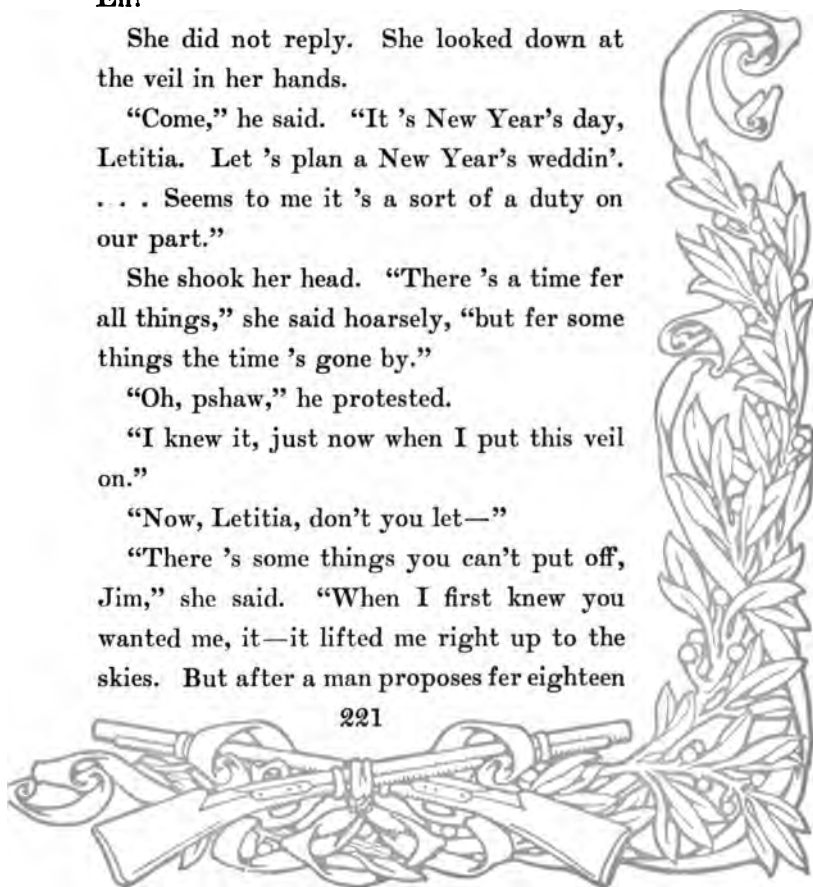 She did not reply. She looked down at
the veil in her hands.
“Come,” he said. “It ’s New Year’s day,
Letitia. Let ’s plan a New Year’s weddin’.
. . . Seems to me it ’s a sort of a duty on
our part.”
She shook her head. “There ’s a time fer
all things,” she said hoarsely, “but fer some
things the time ’s gone by.”
“Oh, pshaw,” he protested.
“I knew it, just now when I put this veil
on.”
“Now, Letitia, don’t you let—”
“There ’s some things you can’t put off,
Jim,” she said. “When I first knew you
wanted me, it—it lifted me right up to the
skies. But after a man proposes fer eighteen
221